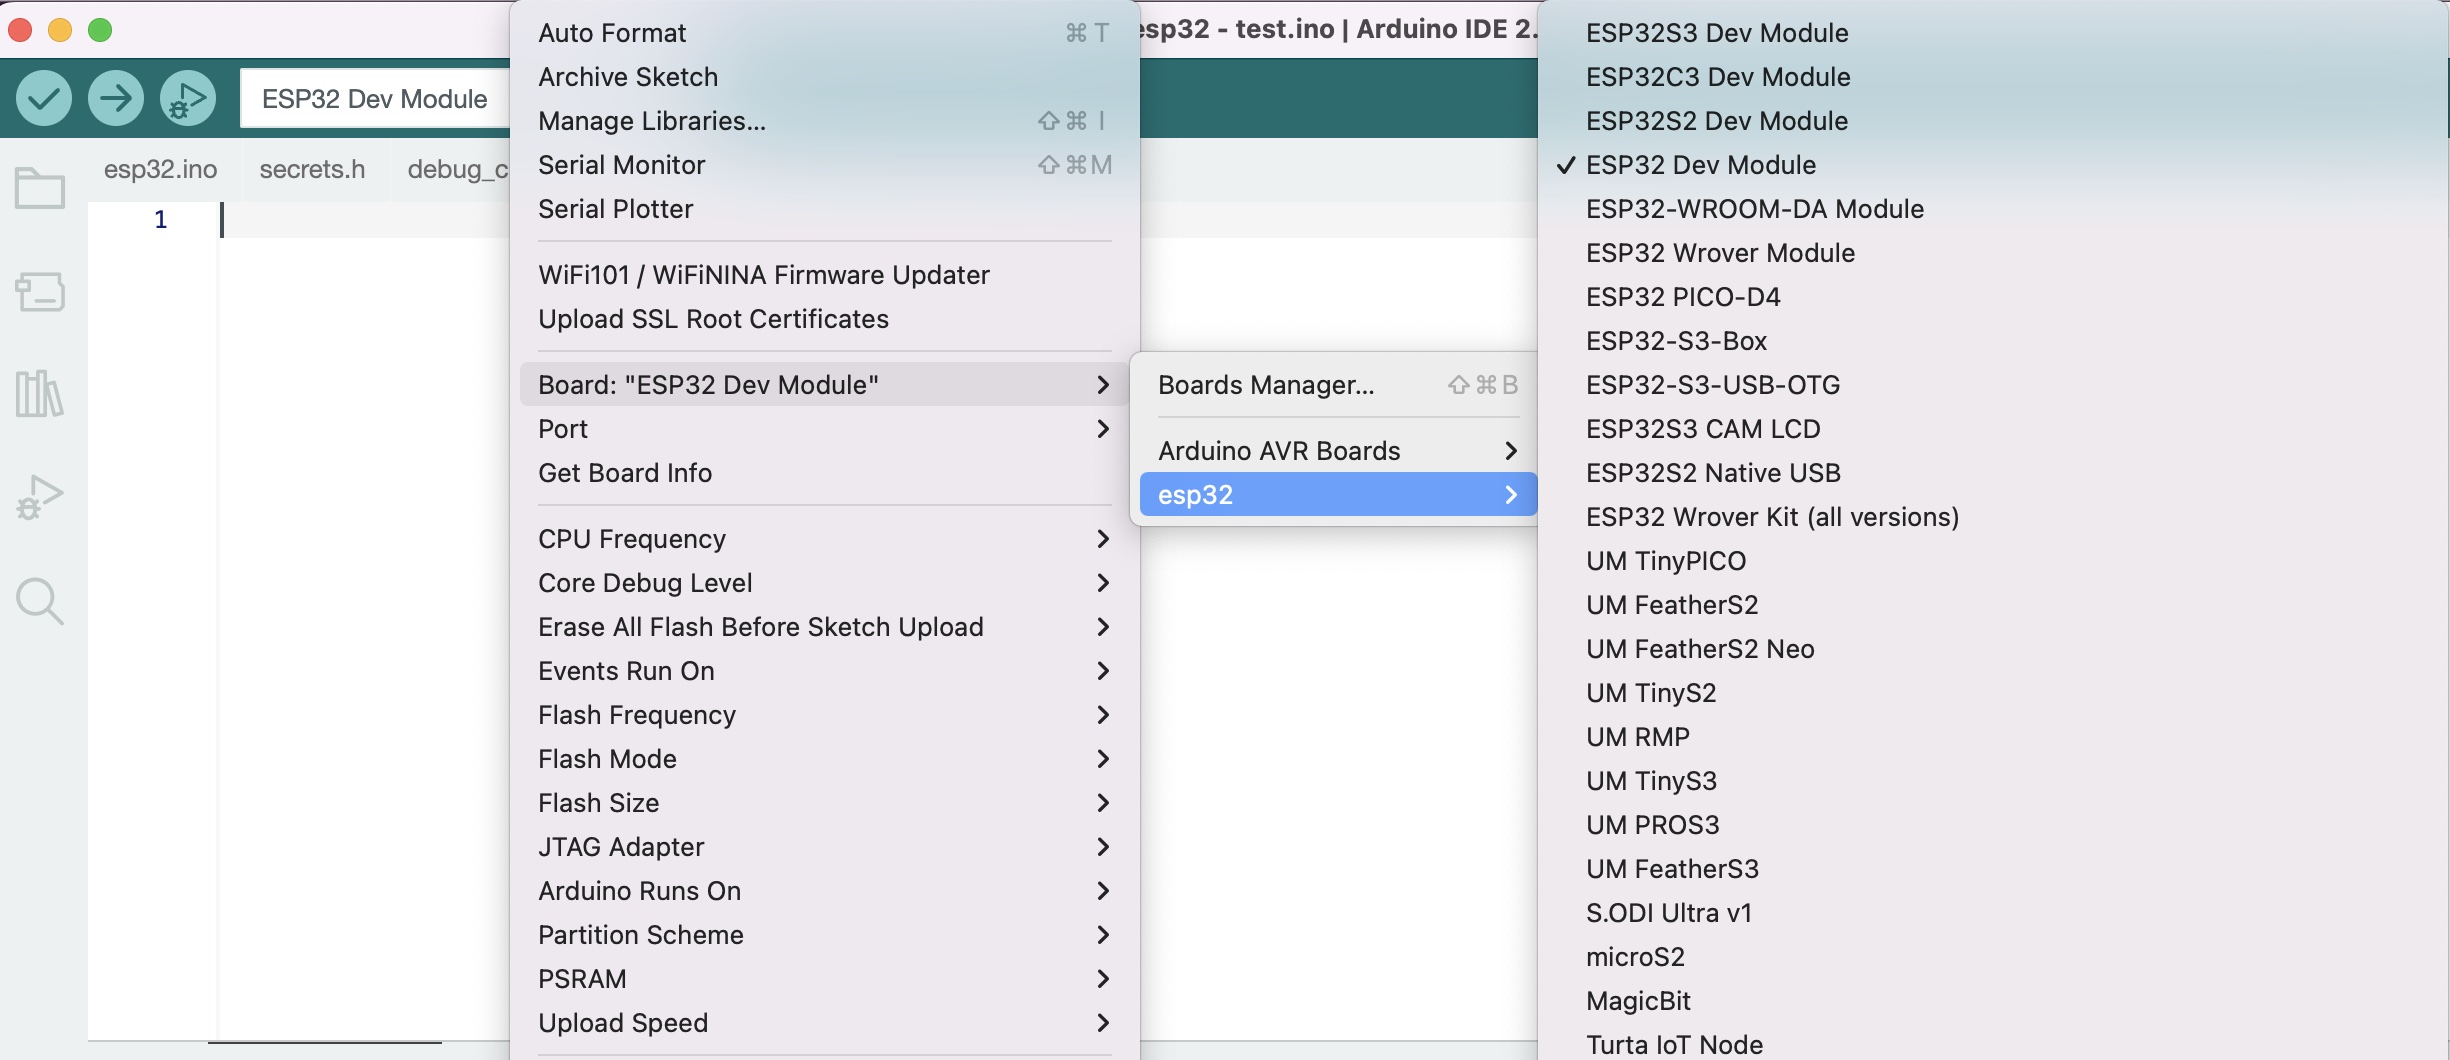 esp32 - test.ino | Arduino IDE 2.
ESP32 Dev Module
esp32.ino
secrets.h
debug_c
1
Auto Format ⌘ T
Archive Sketch
Manage Libraries... ⇧ ⌘ I
Serial Monitor ⇧ ⌘ M
Serial Plotter
WiFi101 / WiFiNINA Firmware Updater
Upload SSL Root Certificates
Board: "ESP32 Dev Module"
Port
Get Board Info
CPU Frequency
Core Debug Level
Erase All Flash Before Sketch Upload
Events Run On
Flash Frequency
Flash Mode
Flash Size
JTAG Adapter
Arduino Runs On
Partition Scheme
PSRAM
Upload Speed
Boards Manager... ⇧ ⌘ B
Arduino AVR Boards
esp32
ESP32S3 Dev Module
ESP32C3 Dev Module
ESP32S2 Dev Module
✓ ESP32 Dev Module
ESP32-WROOM-DA Module
ESP32 Wrover Module
ESP32 PICO-D4
ESP32-S3-Box
ESP32-S3-USB-OTG
ESP32S3 CAM LCD
ESP32S2 Native USB
ESP32 Wrover Kit (all versions)
UM TinyPICO
UM FeatherS2
UM FeatherS2 Neo
UM TinyS2
UM RMP
UM TinyS3
UM PROS3
UM FeatherS3
S.ODI Ultra v1
microS2
MagicBit
Turta IoT Node